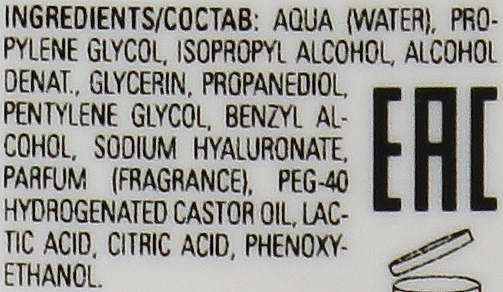 INGREDIENTS/СОСТАВ: AQUA (WATER), PRO-
PYLENE GLYCOL, ISOPROPYL ALCOHOL, ALCOHOL
DENAT., GLYCERIN, PROPANEDIOL,
PENTYLENE GLYCOL, BENZYL AL-
COHOL, SODIUM HYALURONATE,
PARFUM (FRAGRANCE), PEG-40
HYDROGENATED CASTOR OIL, LAC-
TIC ACID, CITRIC ACID, PHENOXY-
ETHANOL.
EAC